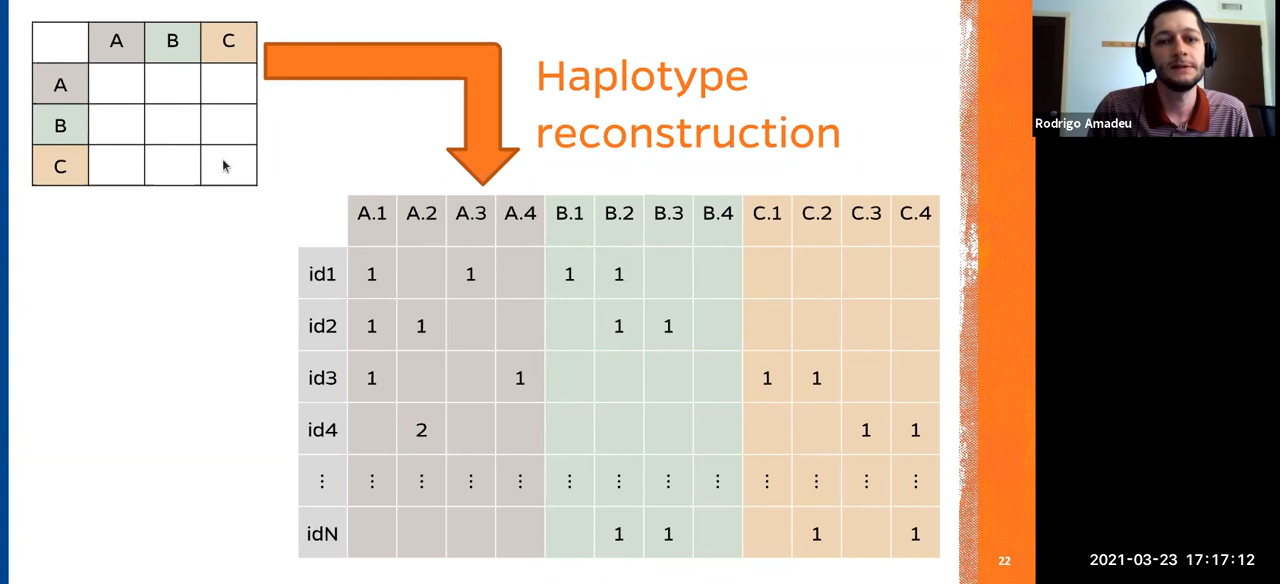 A B C
A
B
C
Haplotype
reconstruction
Rodrigo Amadeu
A.1 A.2 A.3 A.4 B.1 B.2 B.3 B.4 C.1 C.2 C.3 C.4
id1 1 1 1 1
id2 1 1 1 1
id3 1 1 1 1
id4 2 1 1
⋮ ⋮ ⋮ ⋮ ⋮ ⋮ ⋮ ⋮ ⋮ ⋮ ⋮ ⋮ ⋮
idN 1 1 1 1
22
2021-03-23 17:17:12